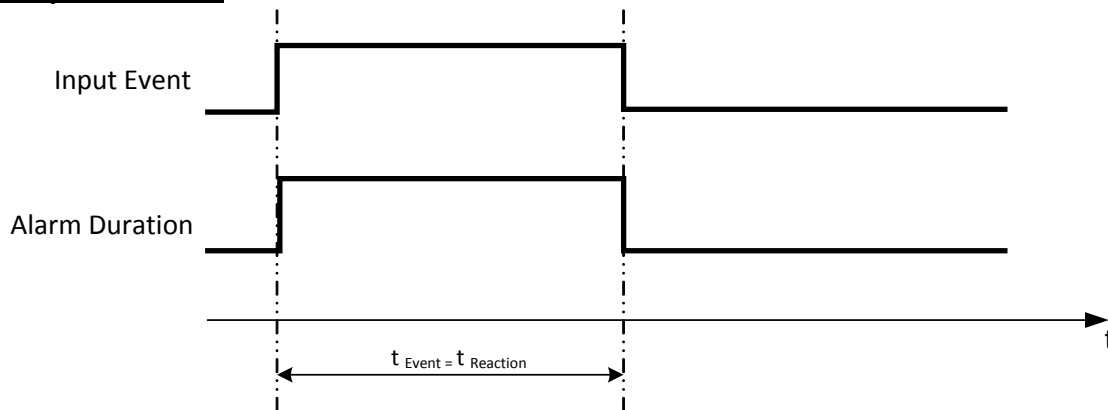 Input Event
Alarm Duration
t
t Event = t Reaction